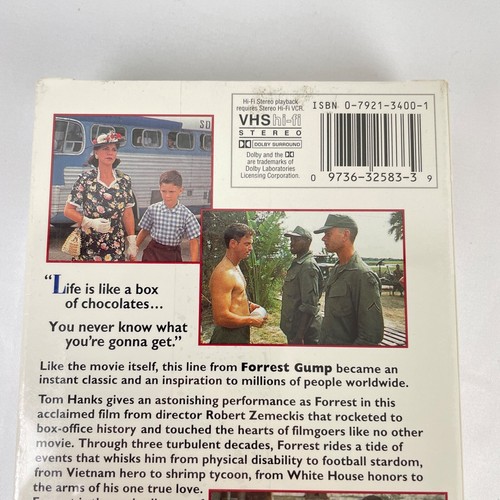 Hi-Fi Stereo playback
requires Stereo Hi-Fi VCR.
VHS hi-fi
STEREO
DOLBY SURROUND
Dolby and the
are trademarks of
Dolby Laboratories
Licensing Corporation.
ISBN 0-7921-3400-1
0 9736-32583-3 9
SD
"Life is like a box
of chocolates...
You never know what
you're gonna get."
Like the movie itself, this line from Forrest Gump became an
instant classic and an inspiration to millions of people worldwide.
Tom Hanks gives an astonishing performance as Forrest in this
acclaimed film from director Robert Zemeckis that rocketed to
box-office history and touched the hearts of filmgoers like no other
movie. Through three turbulent decades, Forrest rides a tide of
events that whisks him from physical disability to football stardom,
from Vietnam hero to shrimp tycoon, from White House honors to
the arms of his one true love.